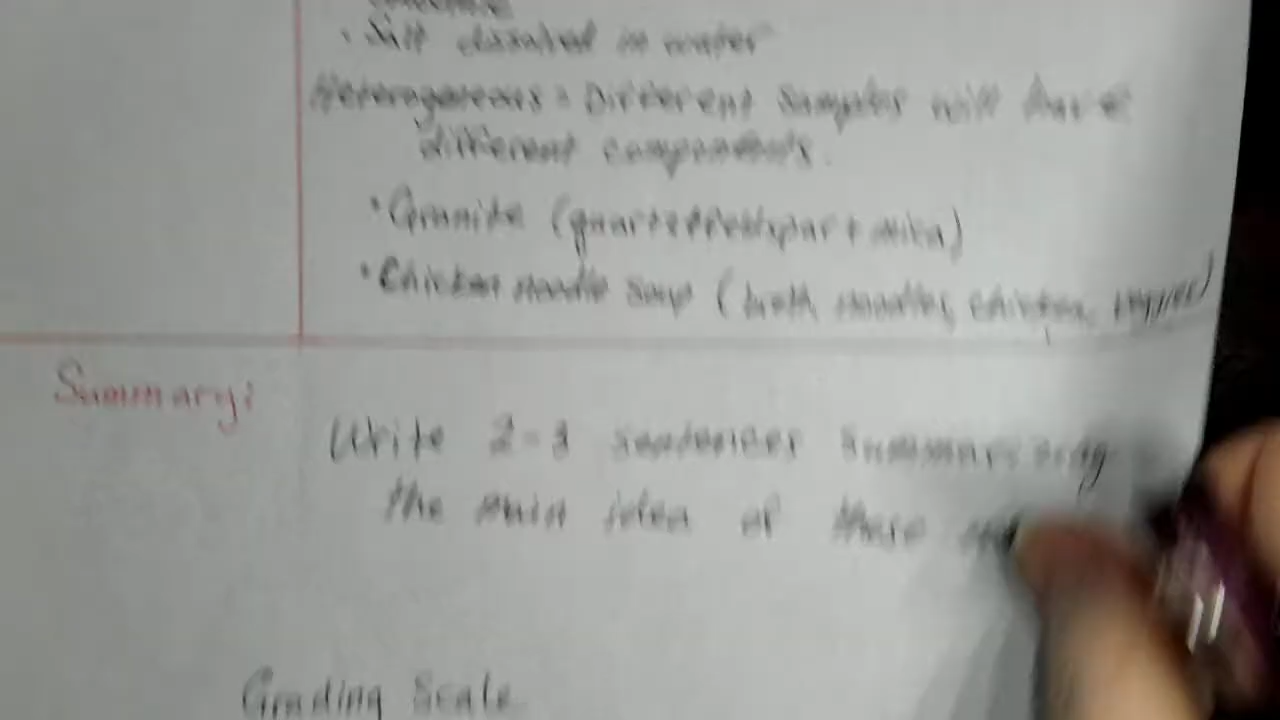 • Salt dissolved in water
Heterogeneous = Different samples will have
different components.
• Granite (quartz + feldspar + mica)
• Chicken noodle soup (broth, noodles, chicken,
Summary:
Write 2-3 sentences summarizing
the main idea of these
Grading Scale